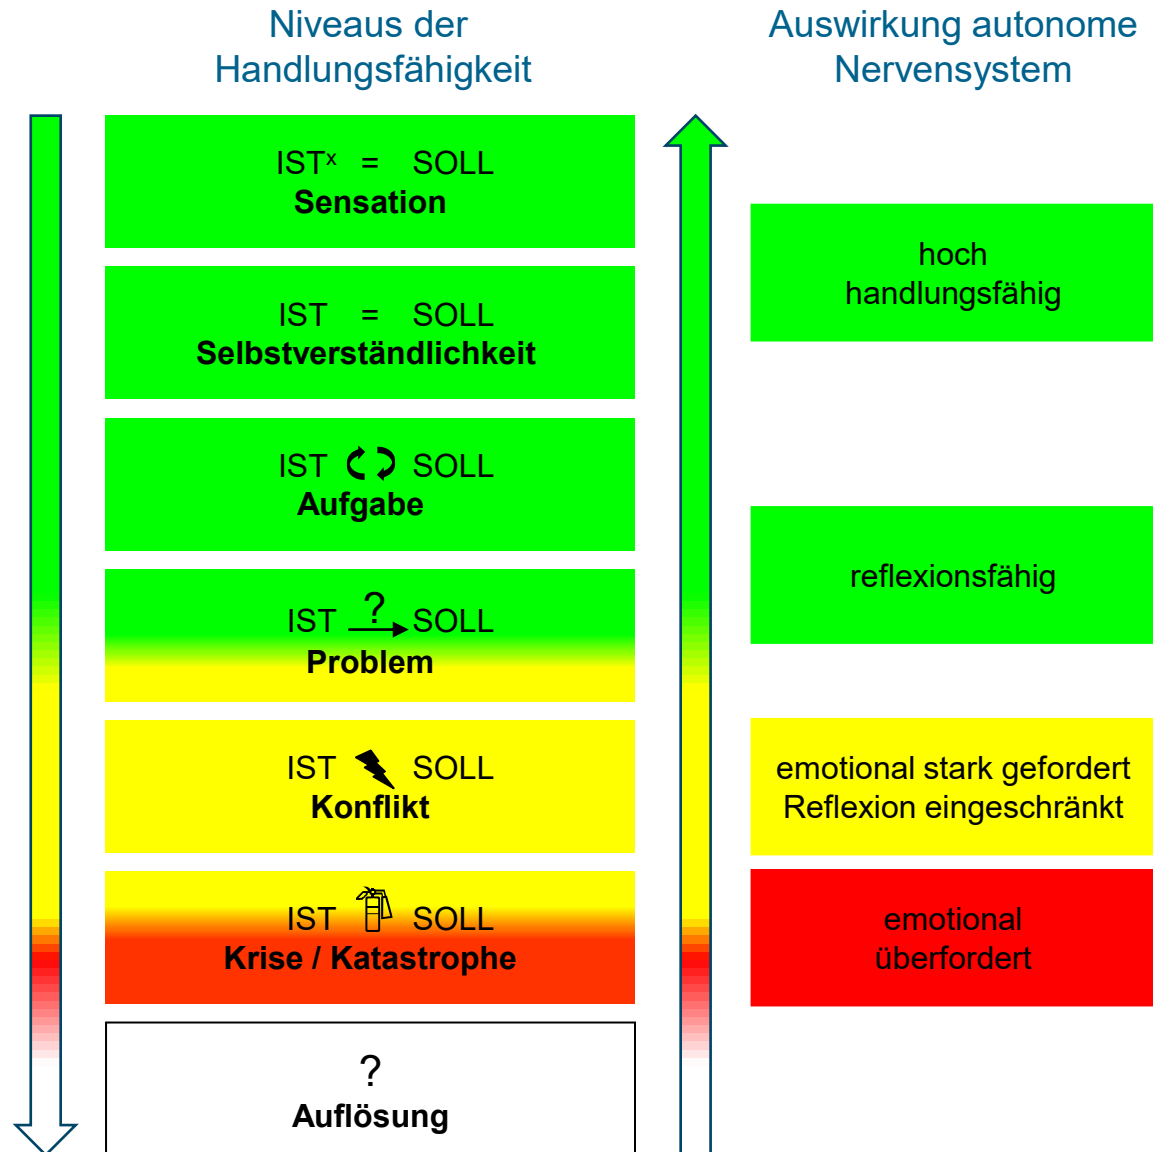 Niveaus der
Handlungsfähigkeit
Auswirkung autonome
Nervensystem
ISTˣ = SOLL
Sensation
IST = SOLL
Selbstverständlichkeit
IST SOLL
Aufgabe
IST ? SOLL
Problem
IST SOLL
Konflikt
IST SOLL
Krise / Katastrophe
?
Auflösung
hoch
handlungsfähig
reflexionsfähig
emotional stark gefordert
Reflexion eingeschränkt
emotional
überfordert